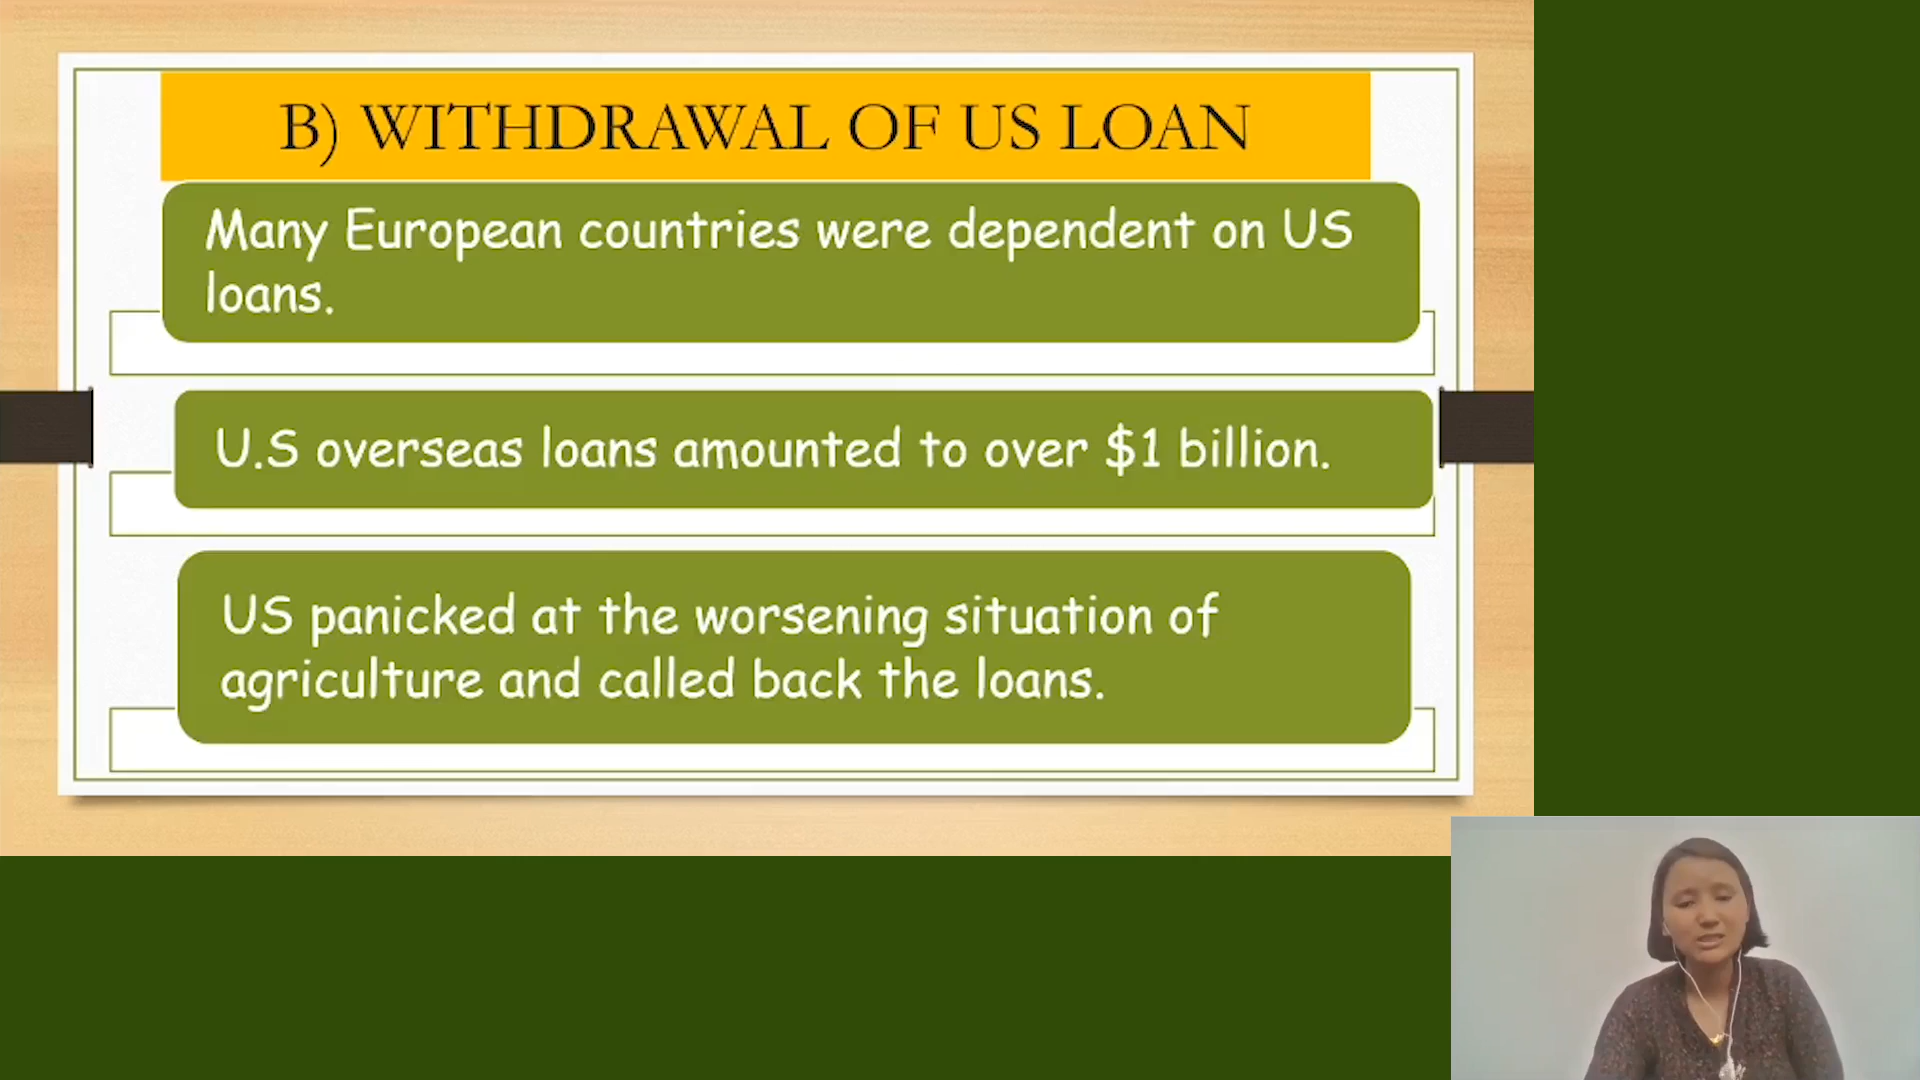 B) WITHDRAWAL OF US LOAN
Many European countries were dependent on US
loans.
U.S overseas loans amounted to over $1 billion.
US panicked at the worsening situation of
agriculture and called back the loans.